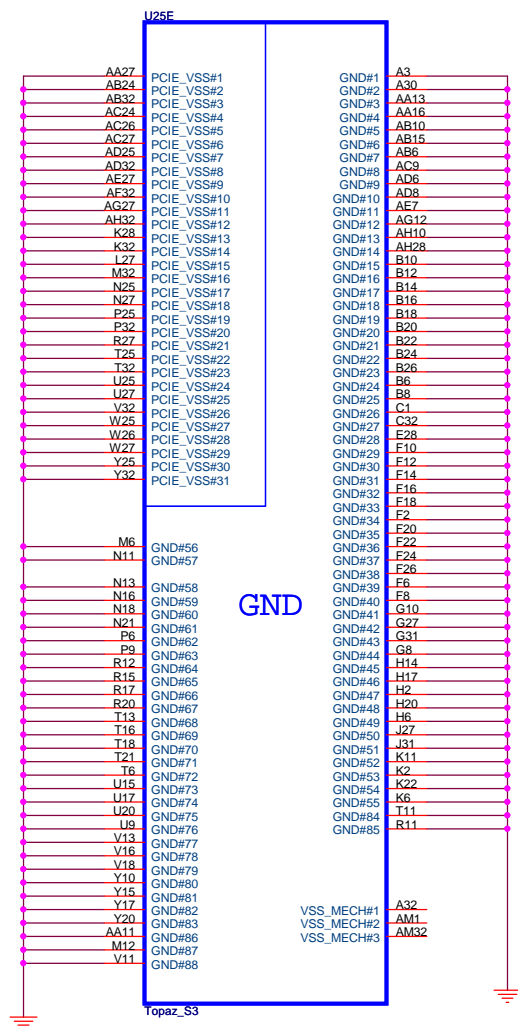 U25E
AA27 PCIE_VSS#1 GND#1 A3
AB24 PCIE_VSS#2 GND#2 A30
AB32 PCIE_VSS#3 GND#3 AA13
AC24 PCIE_VSS#4 GND#4 AA16
AC26 PCIE_VSS#5 GND#5 AB10
AC27 PCIE_VSS#6 GND#6 AB15
AD25 PCIE_VSS#7 GND#7 AB6
AD32 PCIE_VSS#8 GND#8 AC9
AE27 PCIE_VSS#9 GND#9 AD6
AF32 PCIE_VSS#10 GND#10 AD8
AG27 PCIE_VSS#11 GND#11 AE7
AH32 PCIE_VSS#12 GND#12 AG12
K28 PCIE_VSS#13 GND#13 AH10
K32 PCIE_VSS#14 GND#14 AH28
L27 PCIE_VSS#15 GND#15 B10
M32 PCIE_VSS#16 GND#16 B12
N25 PCIE_VSS#17 GND#17 B14
N27 PCIE_VSS#18 GND#18 B16
P25 PCIE_VSS#19 GND#19 B18
P32 PCIE_VSS#20 GND#20 B20
R27 PCIE_VSS#21 GND#21 B22
T25 PCIE_VSS#22 GND#22 B24
T32 PCIE_VSS#23 GND#23 B26
U25 PCIE_VSS#24 GND#24 B6
U27 PCIE_VSS#25 GND#25 B8
V32 PCIE_VSS#26 GND#26 C1
W25 PCIE_VSS#27 GND#27 C32
W26 PCIE_VSS#28 GND#28 E28
W27 PCIE_VSS#29 GND#29 F10
Y25 PCIE_VSS#30 GND#30 F12
Y32 PCIE_VSS#31 GND#31 F14
GND#32 F16
GND#33 F18
GND#34 F2
GND#35 F20
M6 GND#56 GND#36 F22
N11 GND#57 GND#37 F24
GND#38 F26
N13 GND#58 GND#39 F6
N16 GND#59 GND#40 F8
N18 GND#60 GND#41 G10
N21 GND#61 GND#42 G27
P6 GND#62 GND#43 G31
P9 GND#63 GND#44 G8
R12 GND#64 GND#45 H14
R15 GND#65 GND#46 H17
R17 GND#66 GND#47 H2
R20 GND#67 GND#48 H20
T13 GND#68 GND#49 H6
T16 GND#69 GND#50 J27
T18 GND#70 GND#51 J31
T21 GND#71 GND#52 K11
T6 GND#72 GND#53 K2
U15 GND#73 GND#54 K22
U17 GND#74 GND#55 K6
U20 GND#75 GND#84 T11
U9 GND#76 GND#85 R11
V13 GND#77
V16 GND#78
V18 GND#79
Y10 GND#80
Y15 GND#81
Y17 GND#82 VSS_MECH#1 A32
Y20 GND#83 VSS_MECH#2 AM1
AA11 GND#86 VSS_MECH#3 AM32
M12 GND#87
V11 GND#88
GND
Topaz_S3